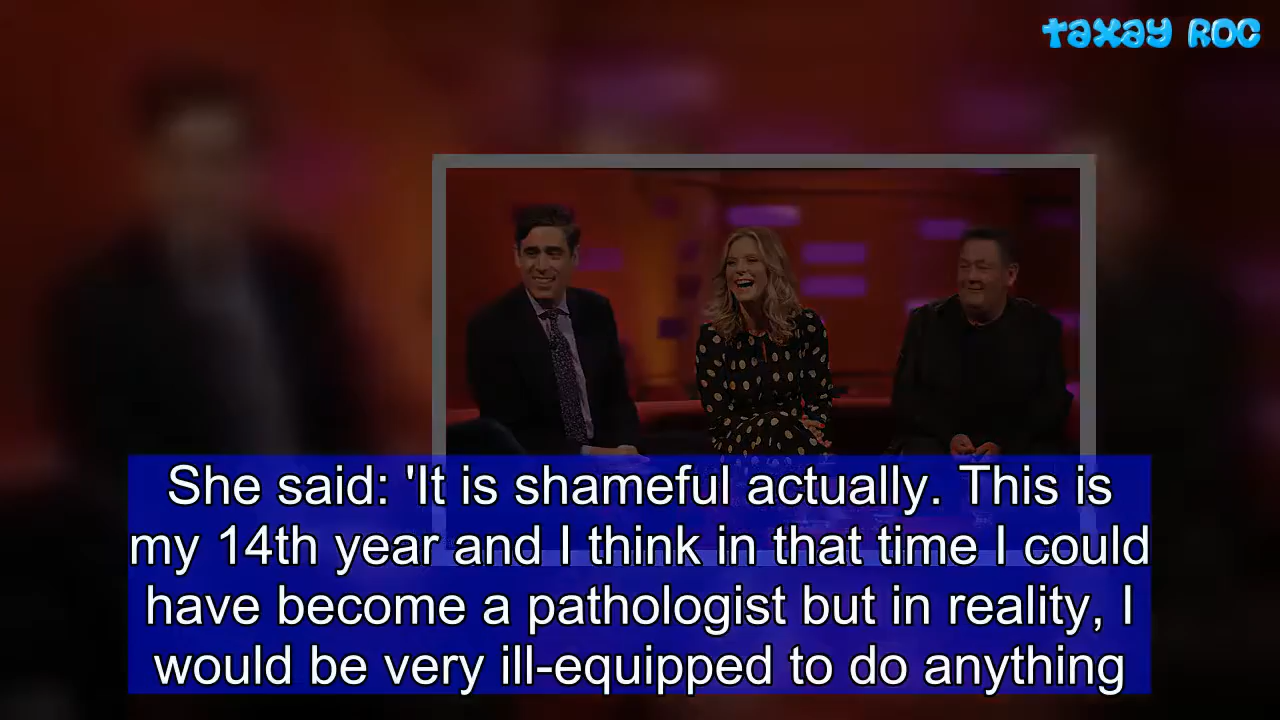 TAXAY ROC
She said: 'It is shameful actually. This is
my 14th year and I think in that time I could
have become a pathologist but in reality, I
would be very ill-equipped to do anything